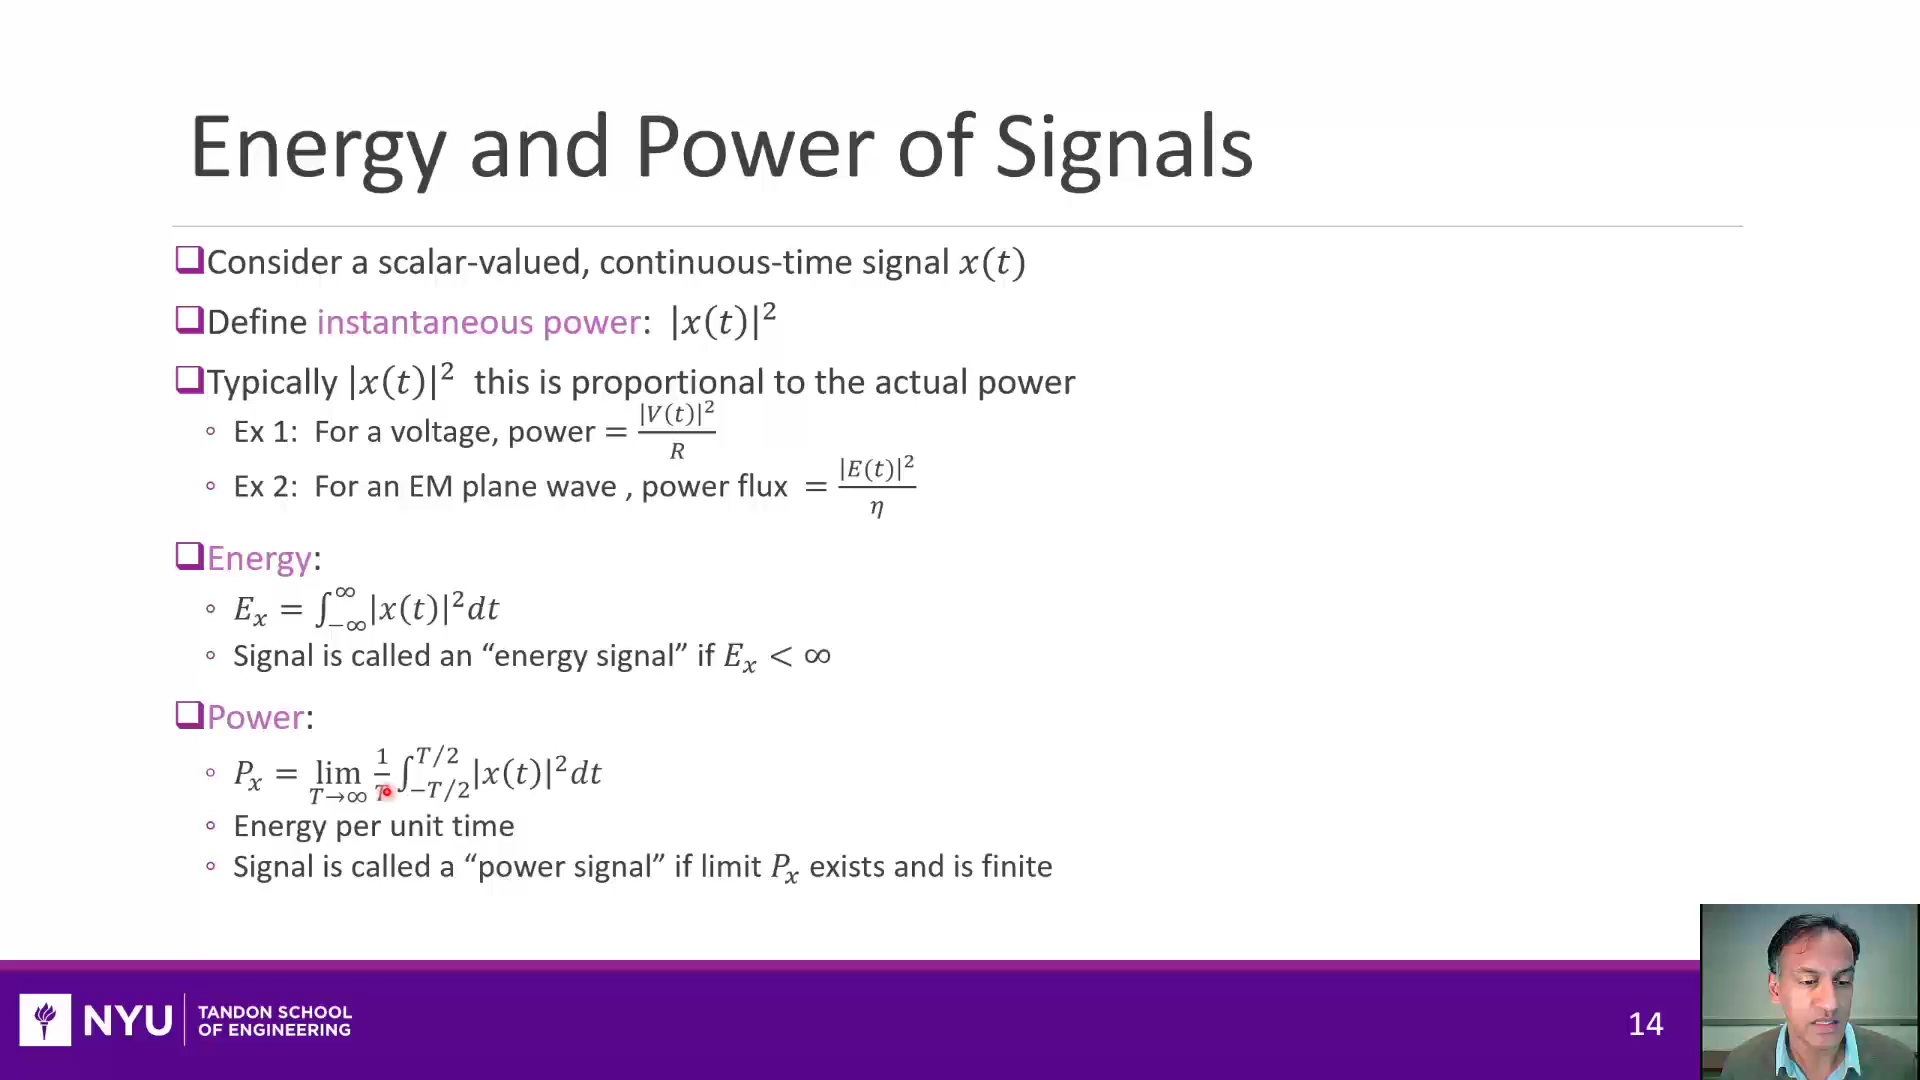 Energy and Power of Signals
❑Consider a scalar-valued, continuous-time signal x(t)
❑Define instantaneous power: |x(t)|²
❑Typically |x(t)|² this is proportional to the actual power
◦ Ex 1: For a voltage, power = |V(t)|²/R
◦ Ex 2: For an EM plane wave , power flux = |E(t)|²/η
❑Energy:
◦ Eₓ = ∫_{-∞}^{∞} |x(t)|² dt
◦ Signal is called an “energy signal” if Eₓ < ∞
❑Power:
◦ Pₓ = lim_{T→∞} 1/T ∫_{-T/2}^{T/2} |x(t)|² dt
◦ Energy per unit time
◦ Signal is called a “power signal” if limit Pₓ exists and is finite
NYU
TANDON SCHOOL
OF ENGINEERING
14